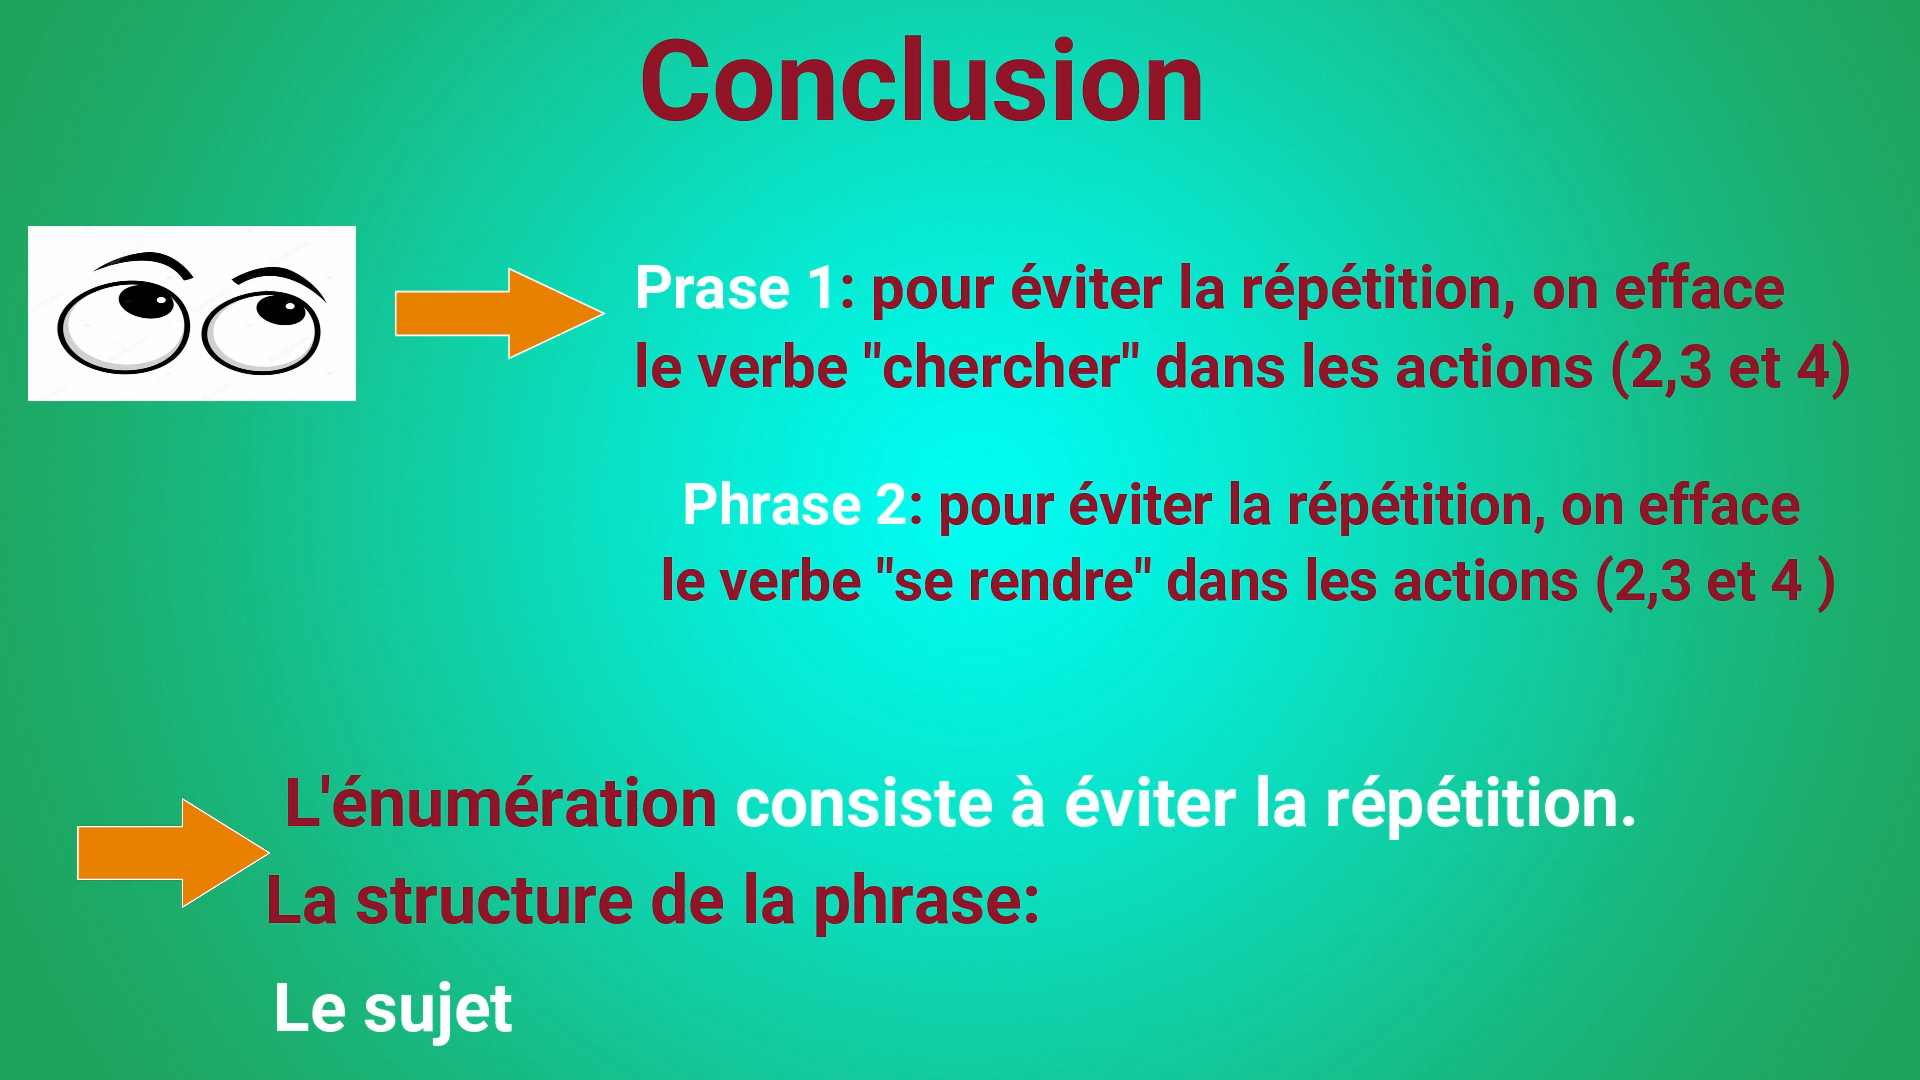 Conclusion
Prase 1: pour éviter la répétition, on efface
le verbe "chercher" dans les actions (2,3 et 4)
Phrase 2: pour éviter la répétition, on efface
le verbe "se rendre" dans les actions (2,3 et 4 )
L'énumération consiste à éviter la répétition.
La structure de la phrase:
Le sujet